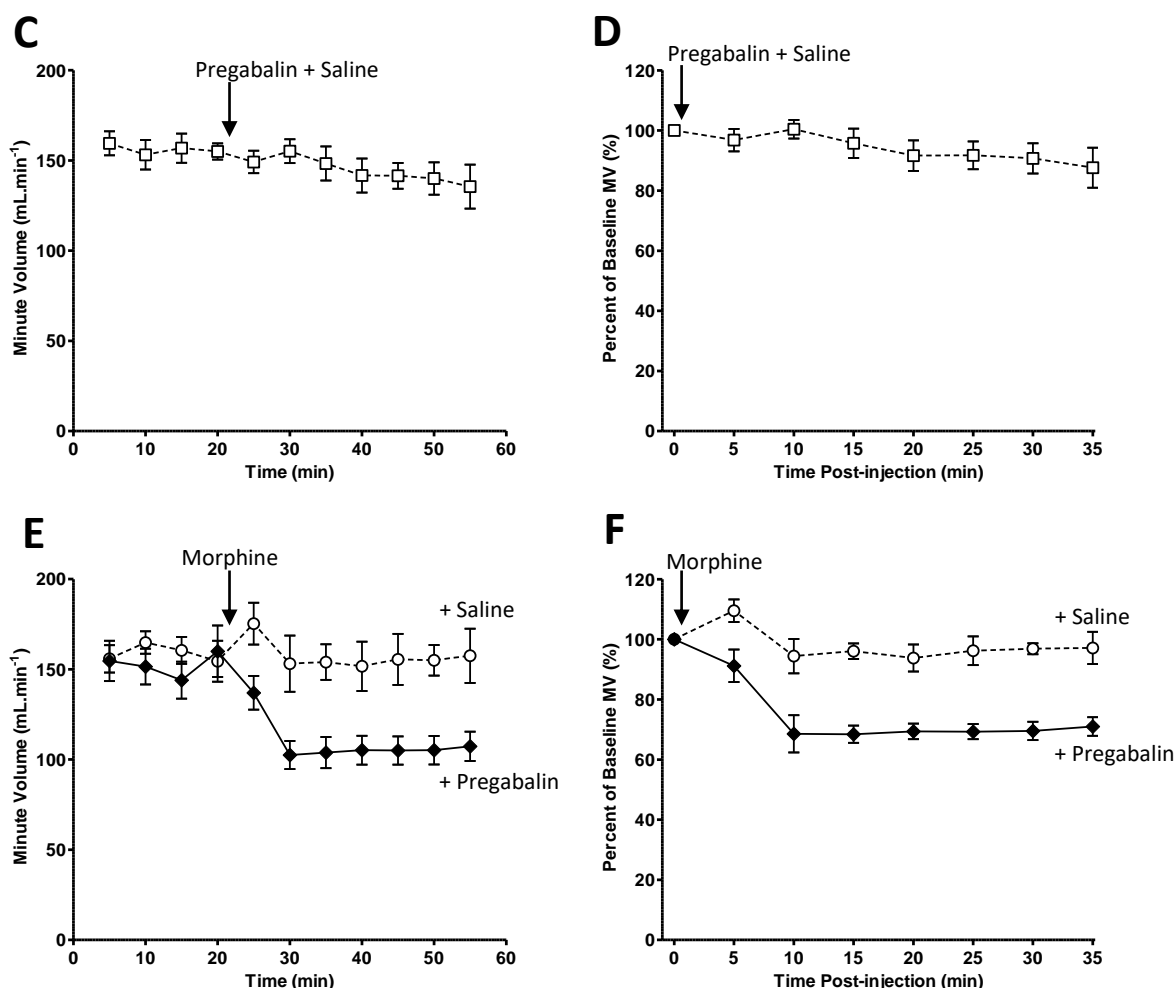 C
Pregabalin + Saline
200
150
100
50
0
Minute Volume (mL.min⁻¹)
0 10 20 30 40 50 60
Time (min)
D
Pregabalin + Saline
120
100
80
60
40
20
0
Percent of Baseline MV (%)
0 5 10 15 20 25 30 35
Time Post-injection (min)
E
Morphine
200
150
100
50
0
Minute Volume (mL.min⁻¹)
+ Saline
+ Pregabalin
0 10 20 30 40 50 60
Time (min)
F
Morphine
120
100
80
60
40
20
0
Percent of Baseline MV (%)
+ Saline
+ Pregabalin
0 5 10 15 20 25 30 35
Time Post-injection (min)